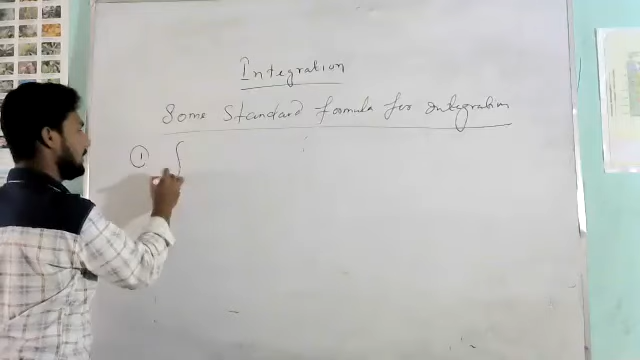 Integration
Some Standard formula for integration
① ∫